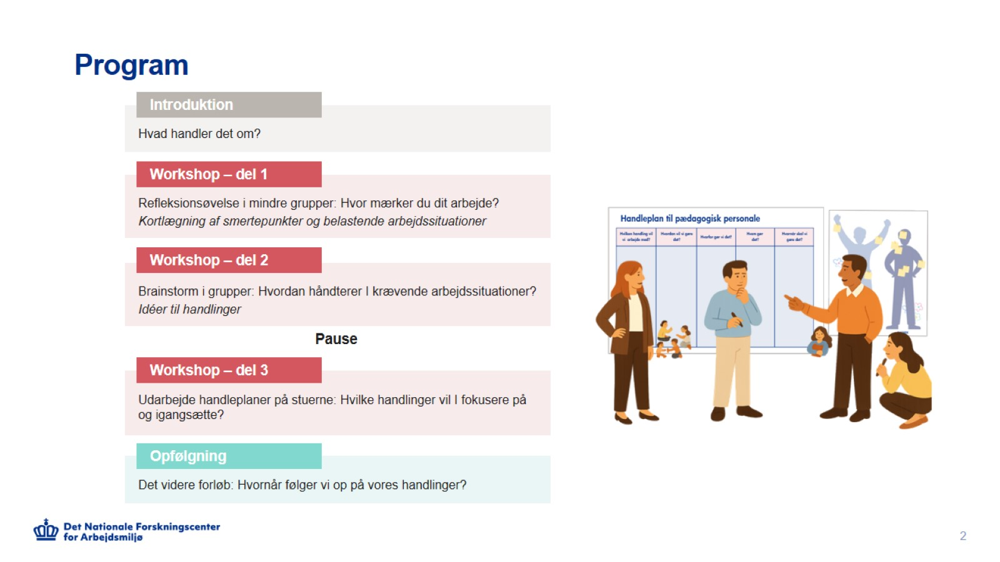 Program
Introduktion
Hvad handler det om?
Workshop – del 1
Refleksionsøvelse i mindre grupper: Hvor mærker du dit arbejde?
Kortlægning af smertepunkter og belastende arbejdssituationer
Workshop – del 2
Brainstorm i grupper: Hvordan håndterer I krævende arbejdssituationer?
Idéer til handlinger
Pause
Workshop – del 3
Udarbejde handleplaner på stuerne: Hvilke handlinger vil I fokusere på
og igangsætte?
Opfølgning
Det videre forløb: Hvornår følger vi op på vores handlinger?
Handleplan til pædagogisk personale
Hvilken handling vil
vi arbejde med?
Hvordan vil vi gøre
det?
Hvorfor gør vi det?
Hvem gør
det?
Hvornår skal vi
gøre det?
Det Nationale Forskningscenter
for Arbejdsmiljø
2